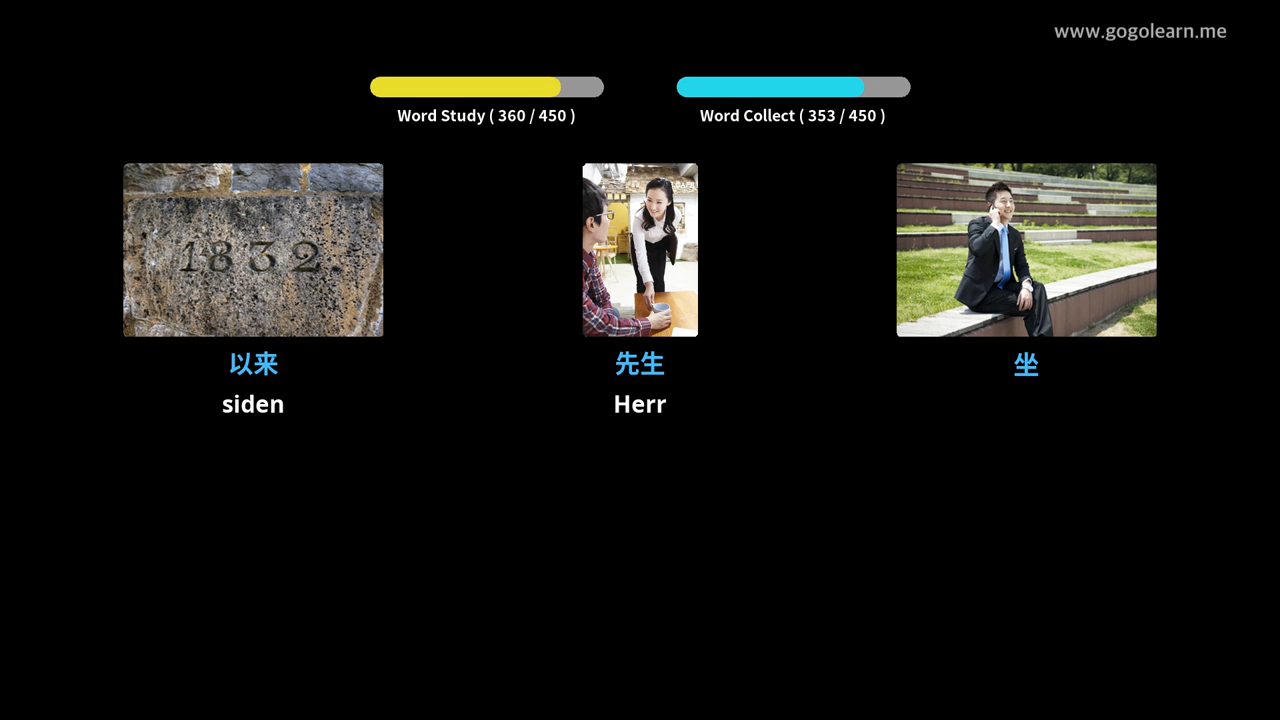 www.gogolearn.me
Word Study ( 360 / 450 )
Word Collect ( 353 / 450 )
1832.
以来
先生
坐
siden
Herr